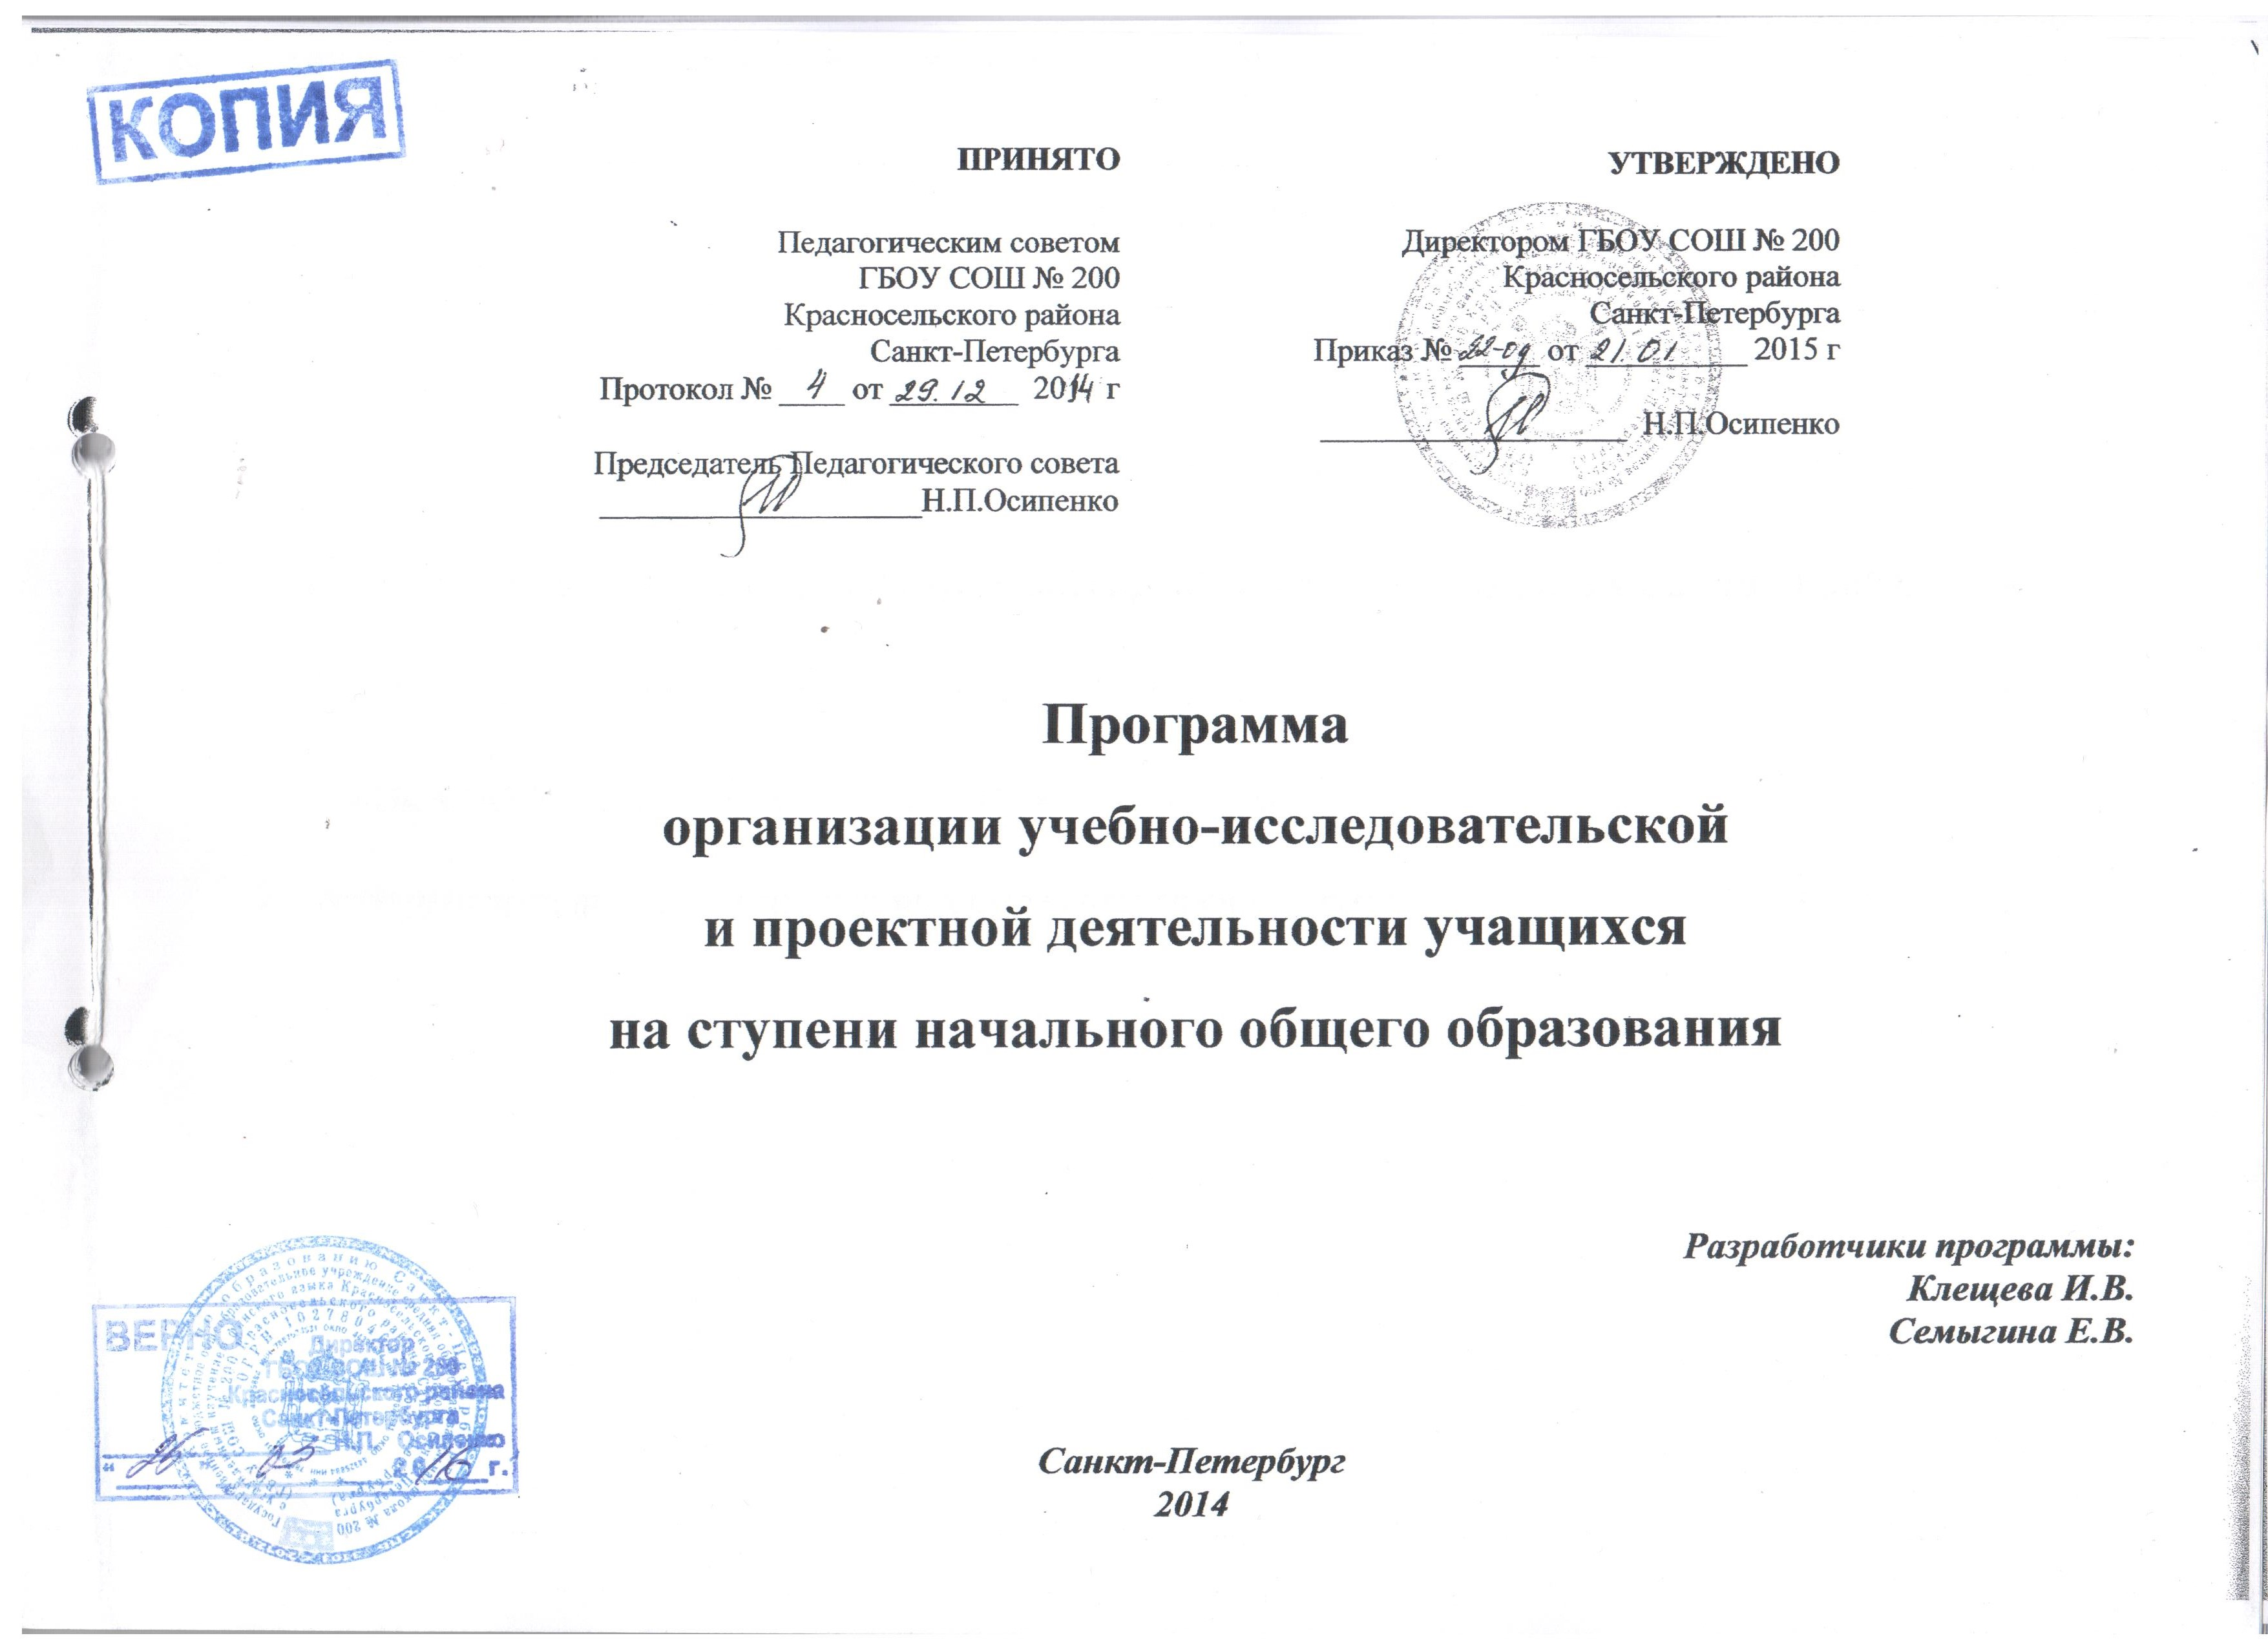 КОПИЯ
ПРИНЯТО
Педагогическим советом
ГБОУ СОШ № 200
Красносельского района
Санкт-Петербурга
Протокол № 4 от 29.12 2014 г
Председатель Педагогического совета
Н.П.Осипенко
УТВЕРЖДЕНО
Директором ГБОУ СОШ № 200
Красносельского района
Санкт-Петербурга
Приказ № 22-од от 21.01 2015 г
Н.П.Осипенко
Программа
организации учебно-исследовательской
и проектной деятельности учащихся
на ступени начального общего образования
Разработчики программы:
Клещева И.В.
Семыгина Е.В.
ВЕРНО
Директор
ГБОУ СОШ № 200
Красносельского района
Санкт-Петербурга
Н.П. Осипенко
" 26 " 03 2016 г.
Санкт-Петербург
2014